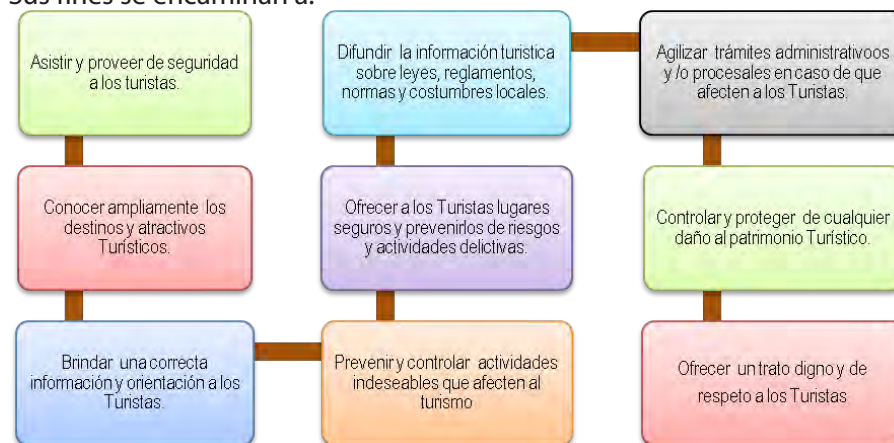 Sus fines se encaminan a:
Asistir y proveer de seguridad
a los turistas.
Conocer ampliamente los
destinos y atractivos
Turísticos.
Brindar una correcta
información y orientación a los
Turistas.
Prevenir y controlar actividades
indeseables que afecten al
turismo
Ofrecer a los Turistas lugares
seguros y prevenirlos de riesgos
y actividades delictivas.
Difundir la información turistica
sobre leyes, reglamentos,
normas y costumbres locales.
Agilizar trámites administrativoos
y /o procesales en caso de que
afecten a los Turistas.
Controlar y proteger de cualquier
daño al patrimonio Turístico.
Ofrecer un trato digno y de
respeto a los Turistas